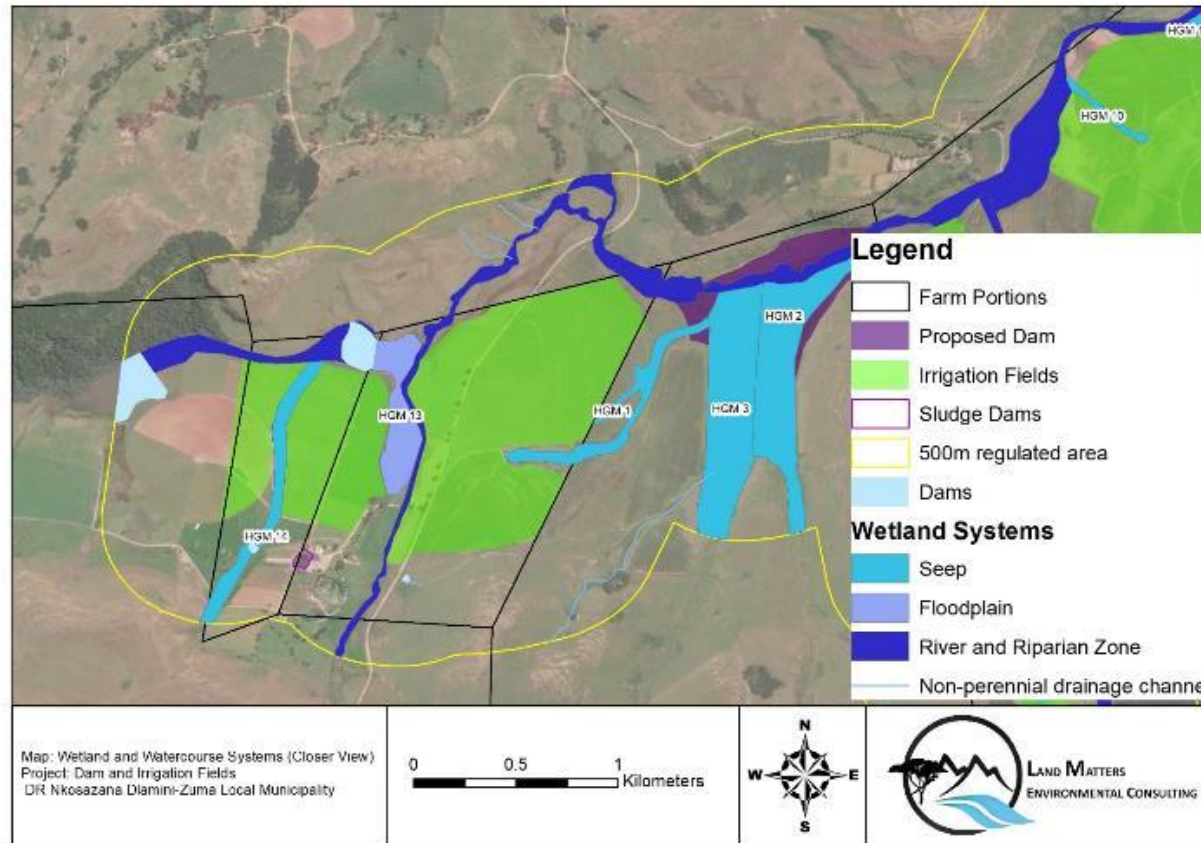 HGM 10
HGM 2
HGM 1
HGM 3
HGM 13
HGM 14
Legend
Farm Portions
Proposed Dam
Irrigation Fields
Sludge Dams
500m regulated area
Dams
Wetland Systems
Seep
Floodplain
River and Riparian Zone
Non-perennial drainage channe
Map: Wetland and Watercourse Systems (Closer View)
Project: Dam and Irrigation Fields
DR Nkosazana Dlamini-Zuma Local Municipality
0 0.5 1
Kilometers
N
W E
S
LAND MATTERS
ENVIRONMENTAL CONSULTING